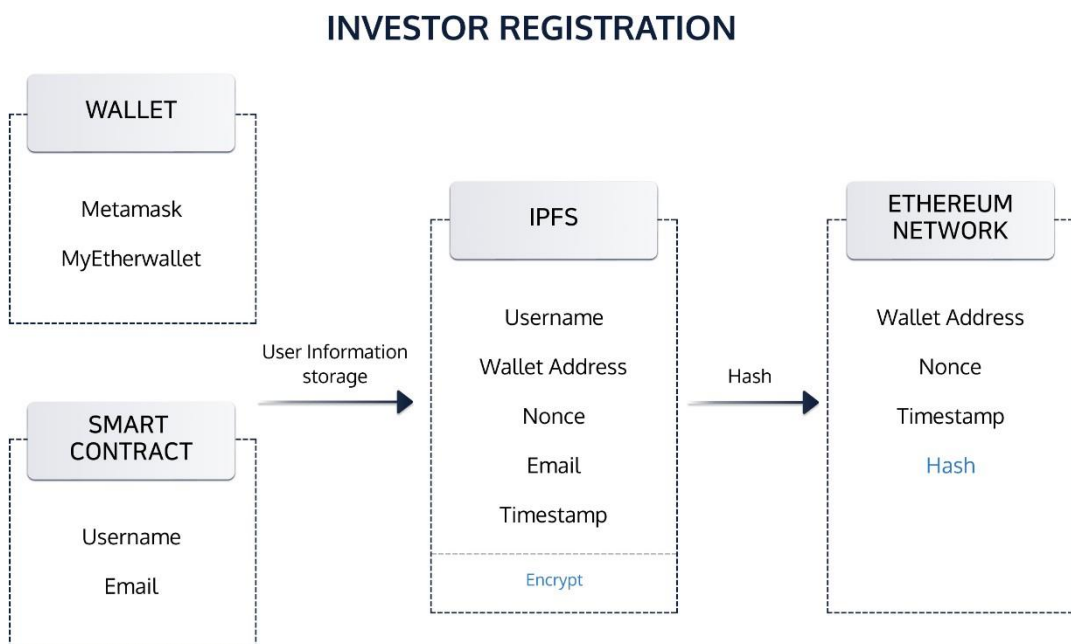 INVESTOR REGISTRATION
WALLET
Metamask
MyEtherwallet
SMART
CONTRACT
Username
Email
User Information
storage
IPFS
Username
Wallet Address
Nonce
Email
Timestamp
Encrypt
Hash
ETHEREUM
NETWORK
Wallet Address
Nonce
Timestamp
Hash